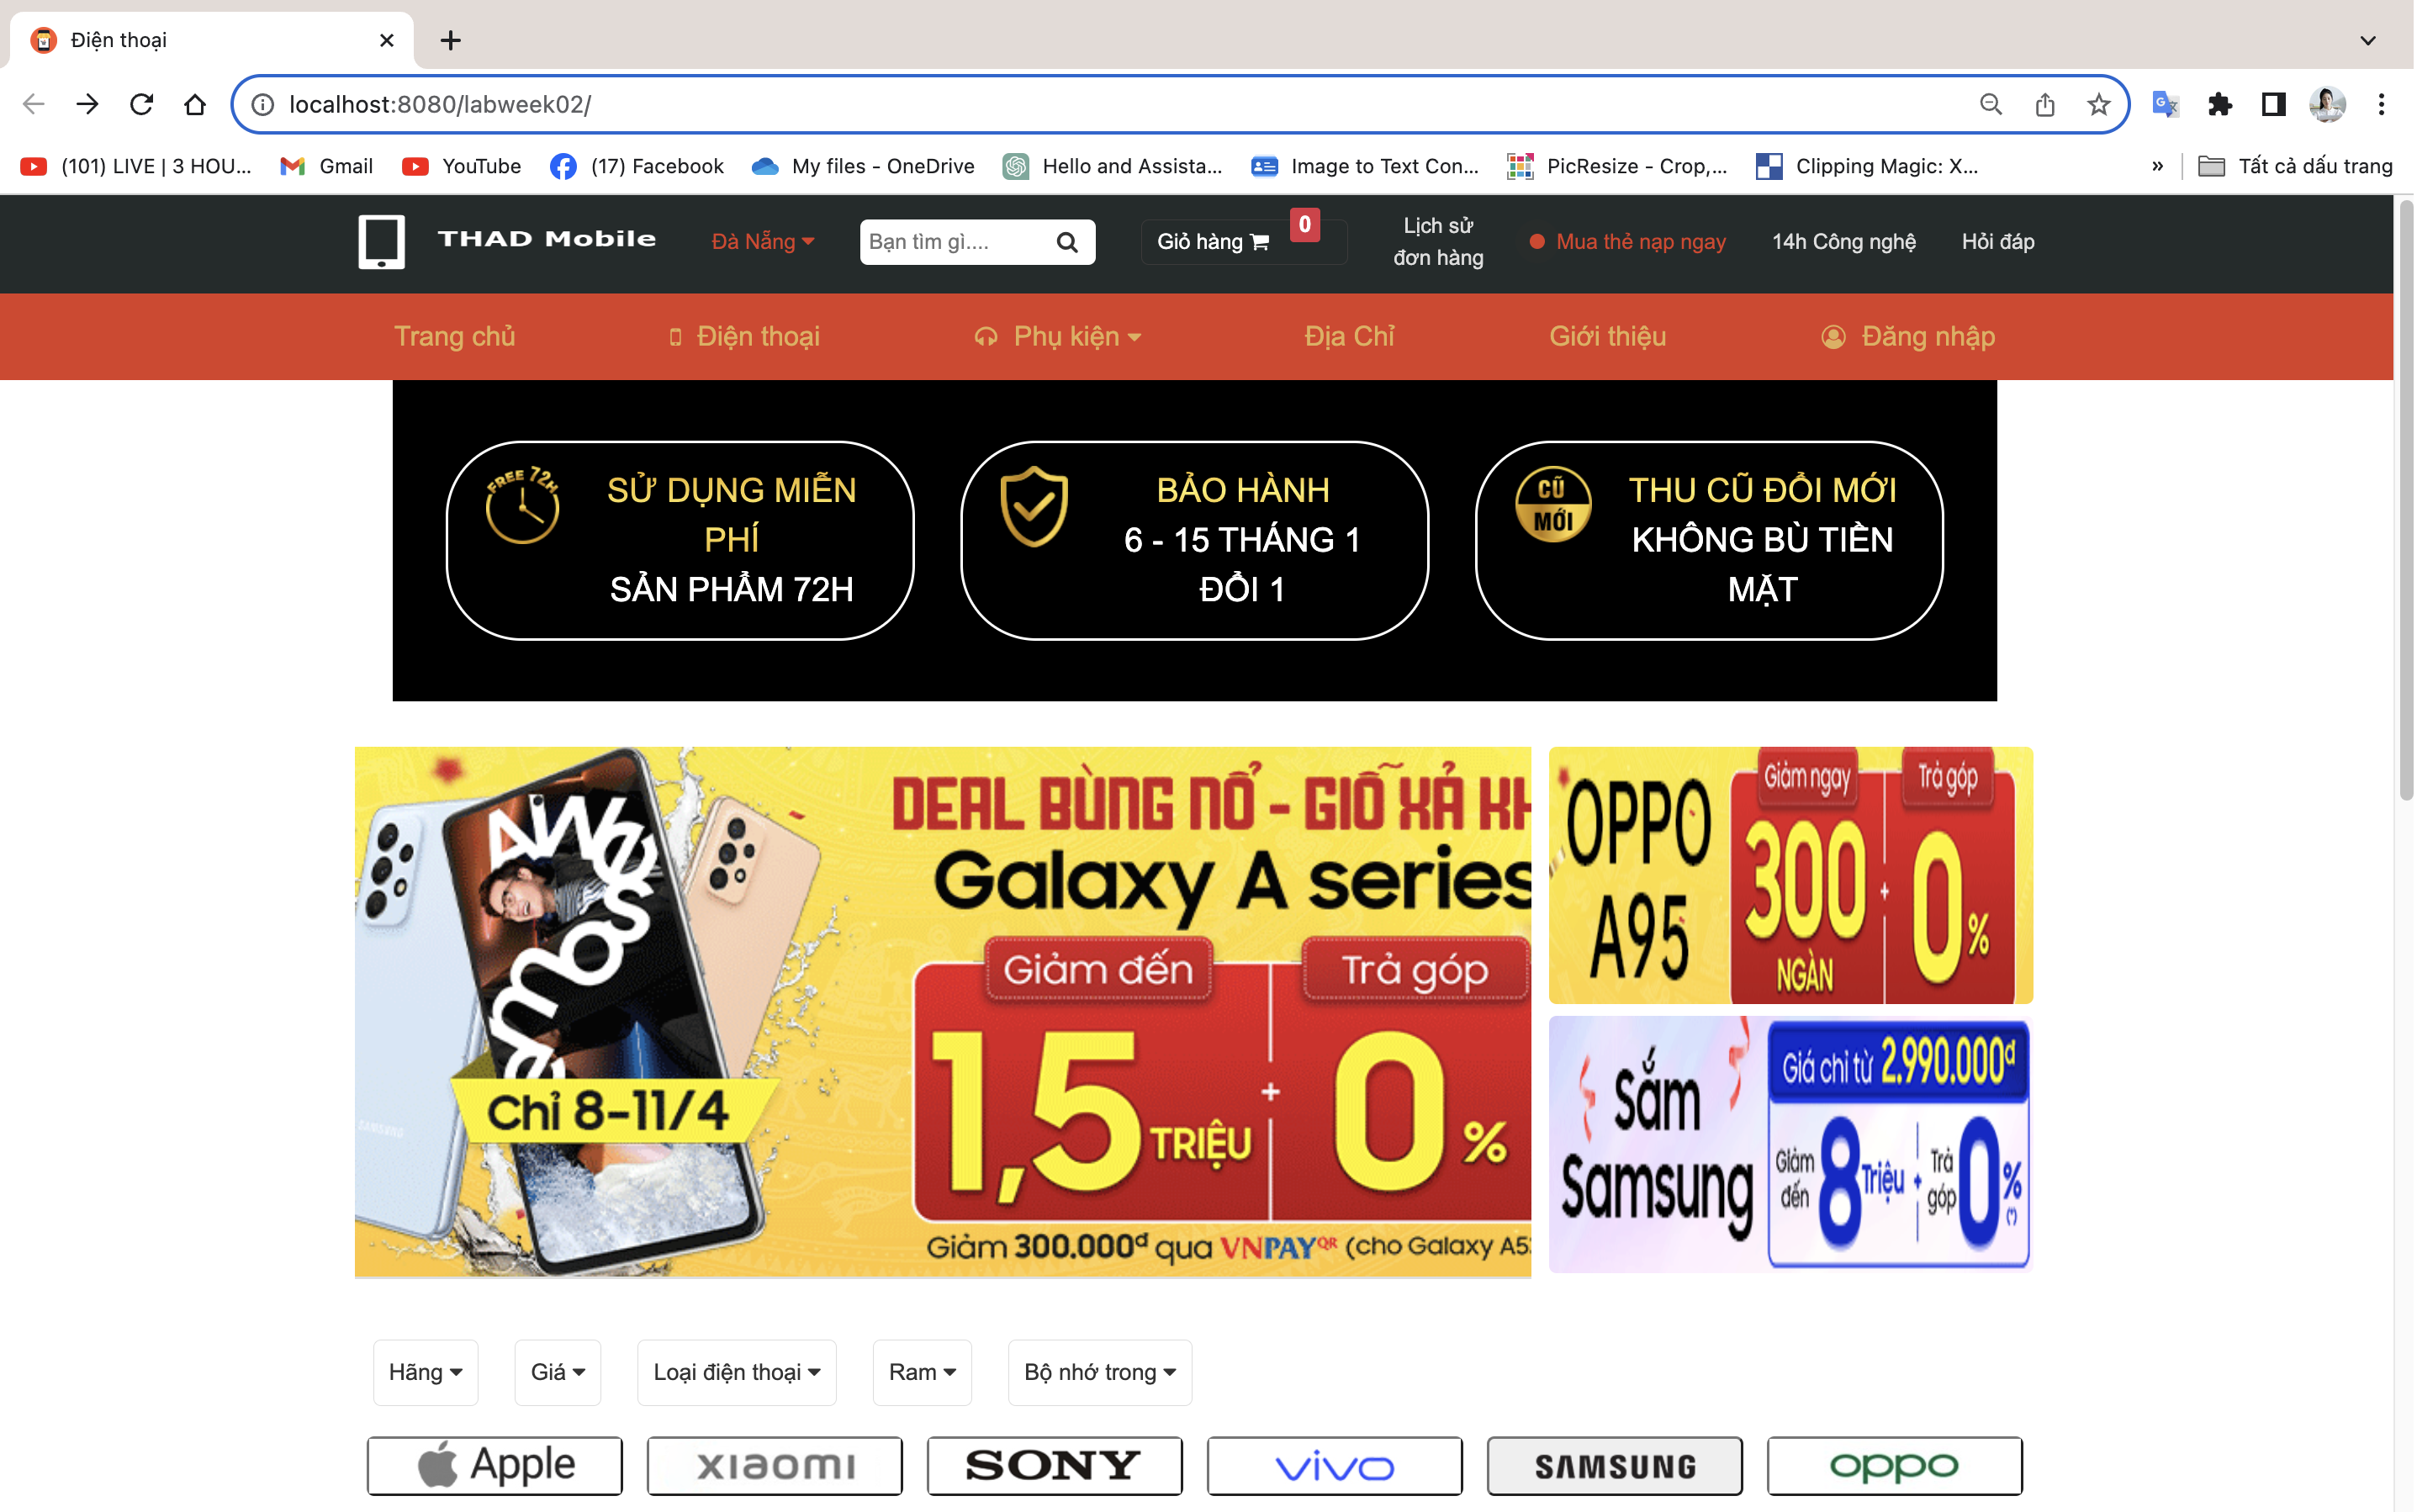 Điện thoại
localhost:8080/labweek02/
(101) LIVE | 3 HOU...
Gmail
YouTube
(17) Facebook
My files - OneDrive
Hello and Assista...
Image to Text Con...
PicResize - Crop,...
Clipping Magic: X...
»
Tất cả dấu trang
THAD Mobile
Đà Nẵng
Bạn tìm gì....
Giỏ hàng
0
Lịch sử
đơn hàng
Mua thẻ nạp ngay
14h Công nghệ
Hỏi đáp
Trang chủ
Điện thoại
Phụ kiện
Địa Chỉ
Giới thiệu
Đăng nhập
FREE 72H
SỬ DỤNG MIỄN
PHÍ
SẢN PHẨM 72H
BẢO HÀNH
6 - 15 THÁNG 1
ĐỔI 1
CŨ
MỚI
THU CŨ ĐỔI MỚI
KHÔNG BÙ TIỀN
MẶT
Awesome
SAMSUNG
Chỉ 8-11/4
DEAL BÙNG NỔ - GIÕ XẢ KH
Galaxy A series
Giảm đến
1,5 TRIỆU
+
Trả góp
0%
Giảm 300.000đ qua VNPAYQR (cho Galaxy A5
OPPO
A95
Giảm ngay
300
NGÀN
+
Trả góp
0%
Sắm
Samsung
Giá chỉ từ 2.990.000đ
Giảm
đến
8 Triệu
+
Trả
góp
0%
(*)
Hãng
Giá
Loại điện thoại
Ram
Bộ nhớ trong
Apple
xiaomi
SONY
vivo
SAMSUNG
oppo